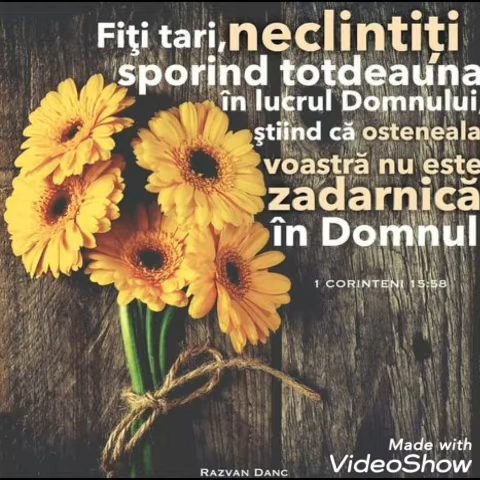 Fiţi tari, neclintiţi
sporind totdeauna
în lucrul Domnului,
ştiind că osteneala
voastră nu este
zadarnică
în Domnul
1 CORINTENI 15:58
Made with
VideoShow
RAZVAN DANC